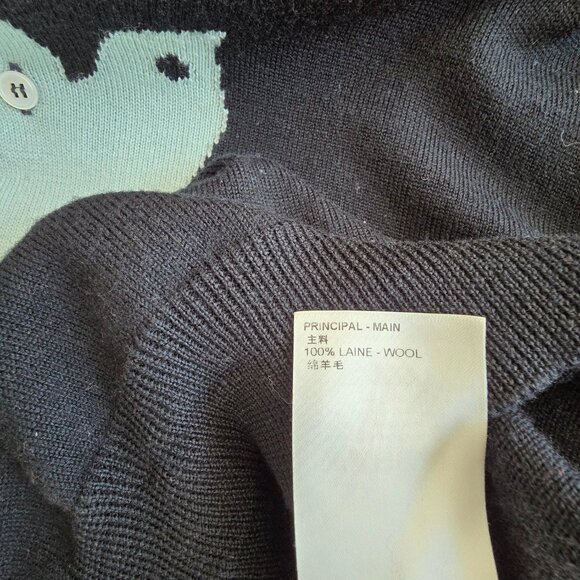 PRINCIPAL - MAIN
主料
100% LAINE - WOOL
绵羊毛